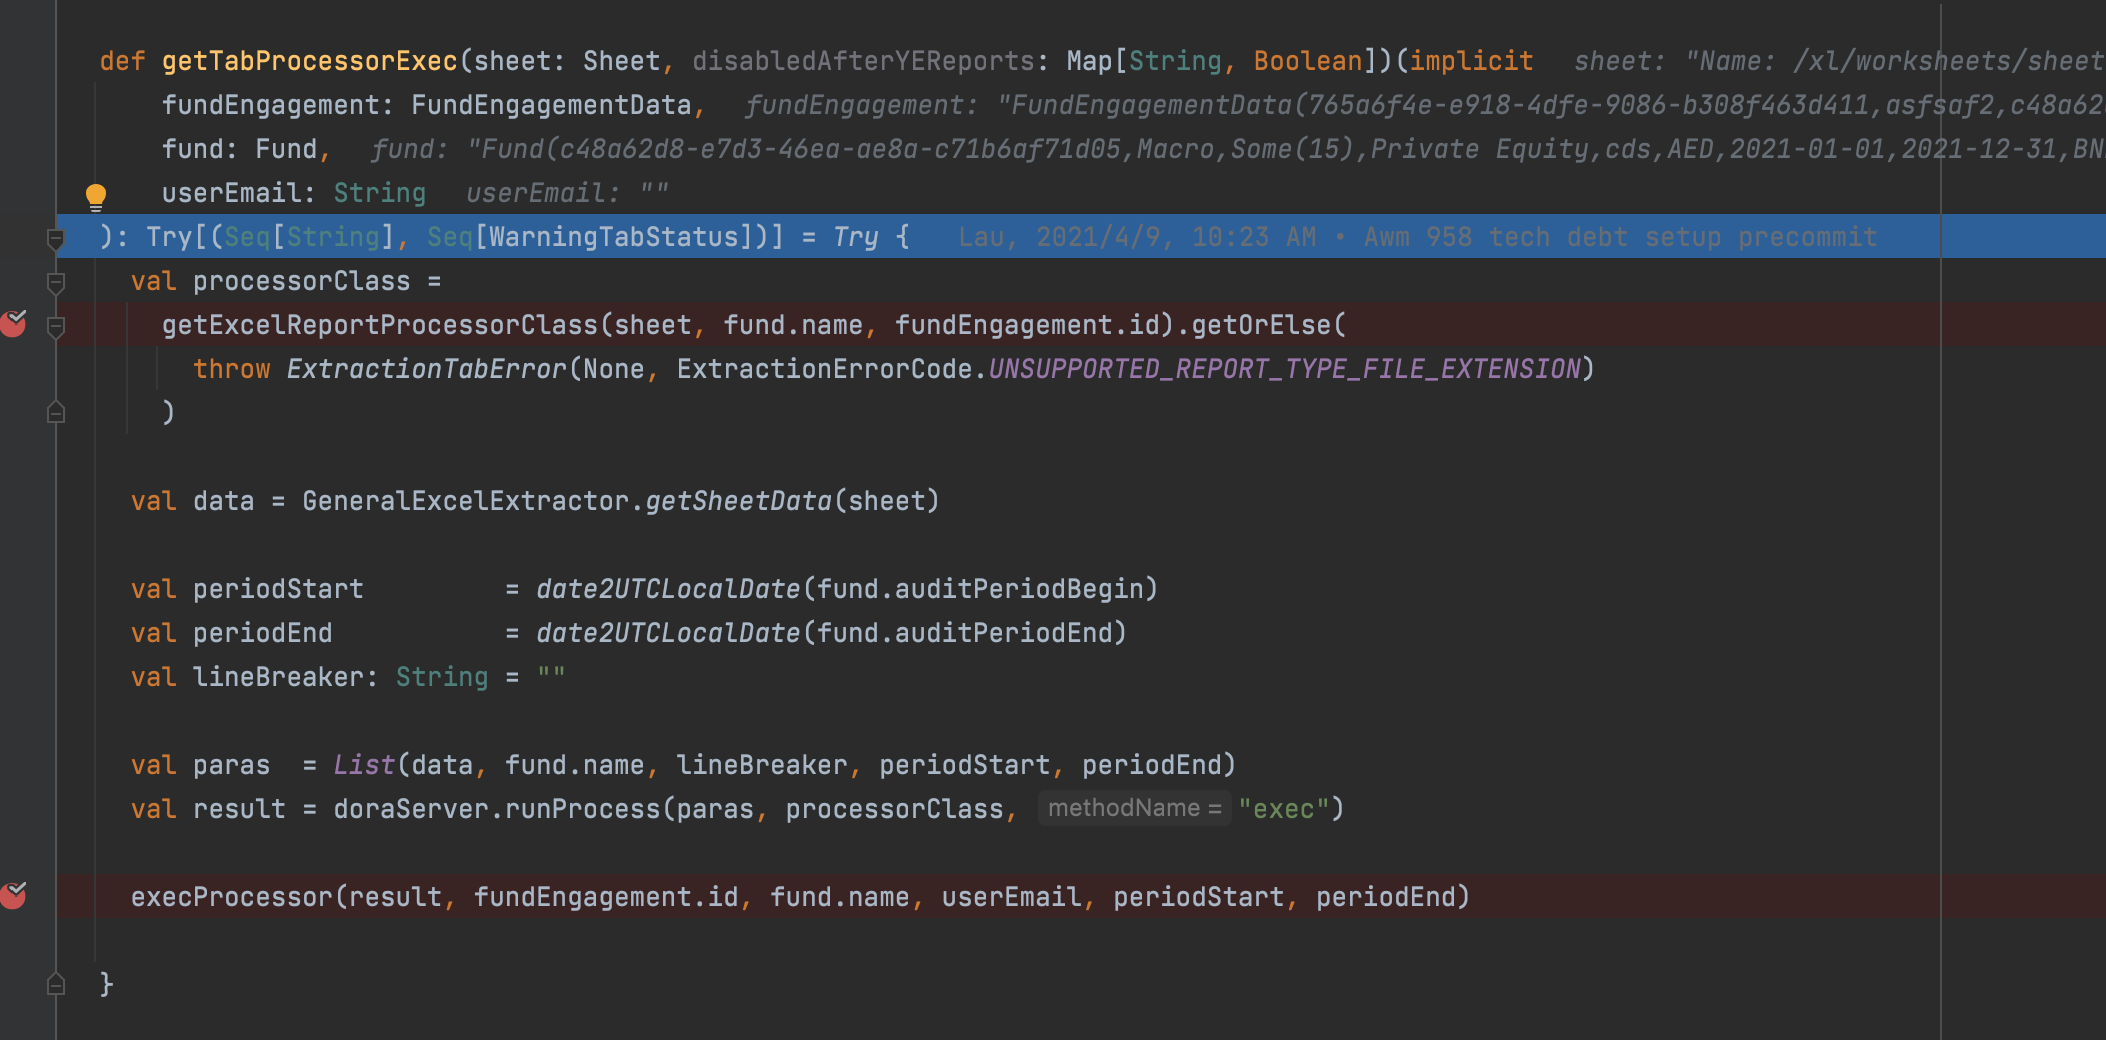 def getTabProcessorExec(sheet: Sheet, disabledAfterYEReports: Map[String, Boolean])(implicit   sheet: "Name: /xl/worksheets/sheet
fundEngagement: FundEngagementData,   fundEngagement: "FundEngagementData(765a6f4e-e918-4dfe-9086-b308f463d411,asfsaf2,c48a62
fund: Fund,   fund: "Fund(c48a62d8-e7d3-46ea-ae8a-c71b6af71d05,Macro,Some(15),Private Equity,cds,AED,2021-01-01,2021-12-31,BN
userEmail: String   userEmail: ""
): Try[(Seq[String], Seq[WarningTabStatus])] = Try {   Lau, 2021/4/9, 10:23 AM • Awm 958 tech debt setup precommit
val processorClass =
getExcelReportProcessorClass(sheet, fund.name, fundEngagement.id).getOrElse(
throw ExtractionTabError(None, ExtractionErrorCode.UNSUPPORTED_REPORT_TYPE_FILE_EXTENSION)
)
val data = GeneralExcelExtractor.getSheetData(sheet)
val periodStart         = date2UTCLocalDate(fund.auditPeriodBegin)
val periodEnd           = date2UTCLocalDate(fund.auditPeriodEnd)
val lineBreaker: String = ""
val paras  = List(data, fund.name, lineBreaker, periodStart, periodEnd)
val result = doraServer.runProcess(paras, processorClass, methodName = "exec")
execProcessor(result, fundEngagement.id, fund.name, userEmail, periodStart, periodEnd)
}